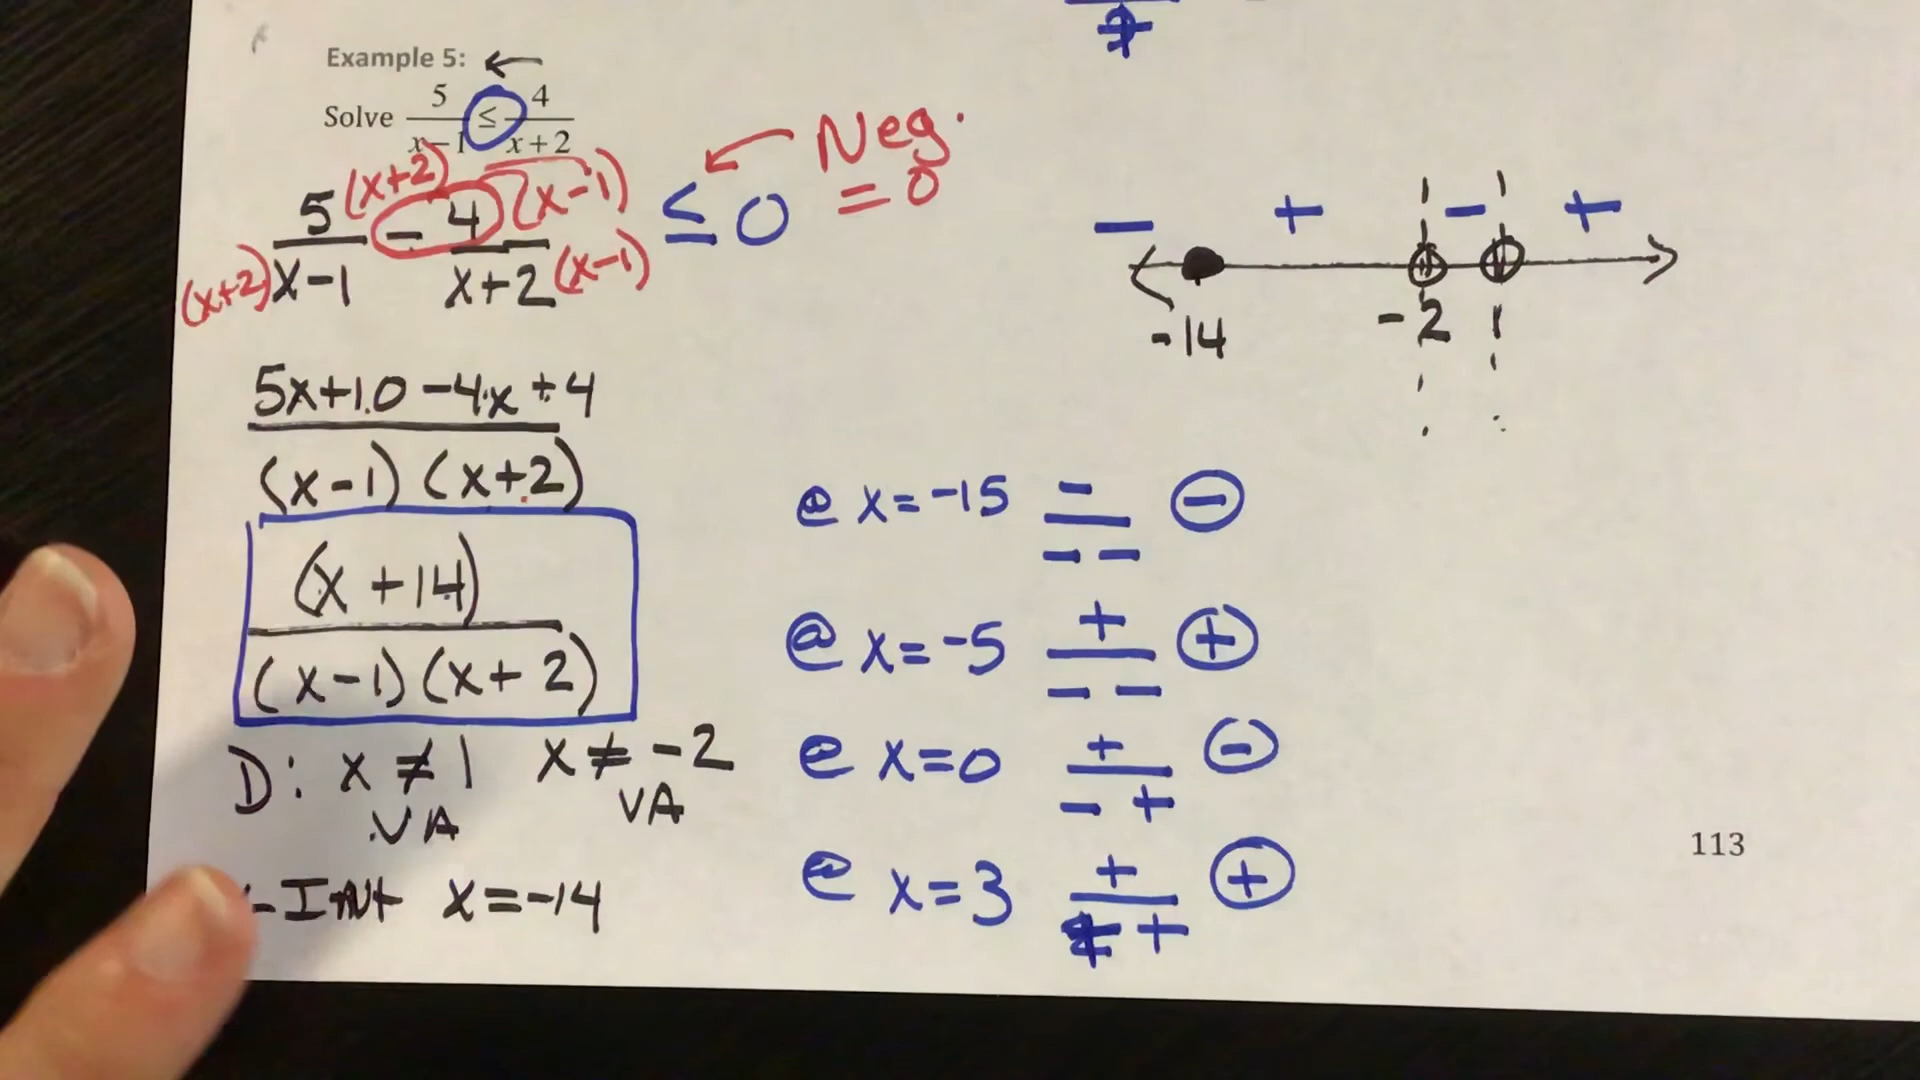 Example 5: ←
Solve 5/(x−1) ≤ 4/(x+2)
Neg.
= 0
5(x+2)/((x+2)x−1) − 4(x−1)/(x+2(x−1)) ≤ 0
(5x+10−4x+4)/((x−1)(x+2))
(x+14)/((x−1)(x+2))
D: x ≠ 1 x ≠ −2
VA VA
-Int x=-14
− + − +
-14 -2 1
@ x=-15 −/− − ⊖
@ x=-5 +/− − ⊕
@ x=0 +/− + ⊖
@ x=3 +/+ + ⊕
113